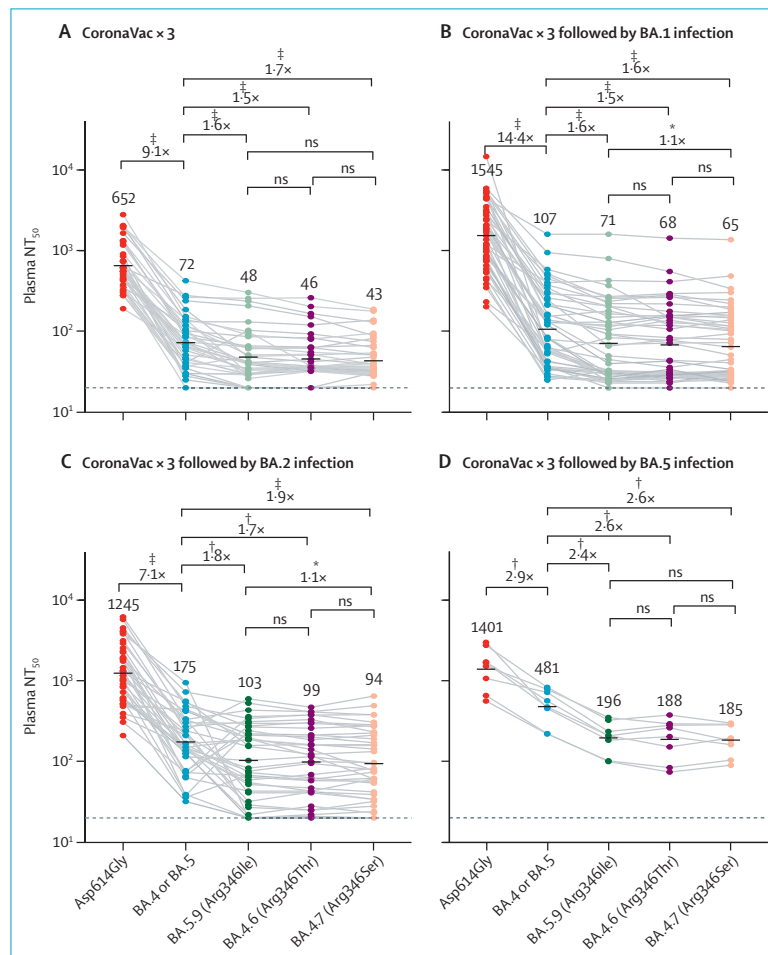 A CoronaVac × 3
‡
1·7×
‡
1·5×
‡
1·6×
‡
9·1×
ns
ns
ns
652
72
48
46
43
Plasma NT50
10⁴
10³
10²
10¹
B CoronaVac × 3 followed by BA.1 infection
‡
1·6×
‡
1·5×
‡
1·6×
‡
14·4×
*
1·1×
ns
ns
1545
107
71
68
65
C CoronaVac × 3 followed by BA.2 infection
‡
1·9×
†
1·7×
†
1·8×
‡
7·1×
*
1·1×
ns
ns
1245
175
103
99
94
Plasma NT50
10⁴
10³
10²
10¹
Asp614Gly
BA.4 or BA.5
BA.5.9 (Arg346Ile)
BA.4.6 (Arg346Thr)
BA.4.7 (Arg346Ser)
D CoronaVac × 3 followed by BA.5 infection
†
2·6×
†
2·6×
†
2·4×
†
2·9×
ns
ns
ns
1401
481
196
188
185
Asp614Gly
BA.4 or BA.5
BA.5.9 (Arg346Ile)
BA.4.6 (Arg346Thr)
BA.4.7 (Arg346Ser)